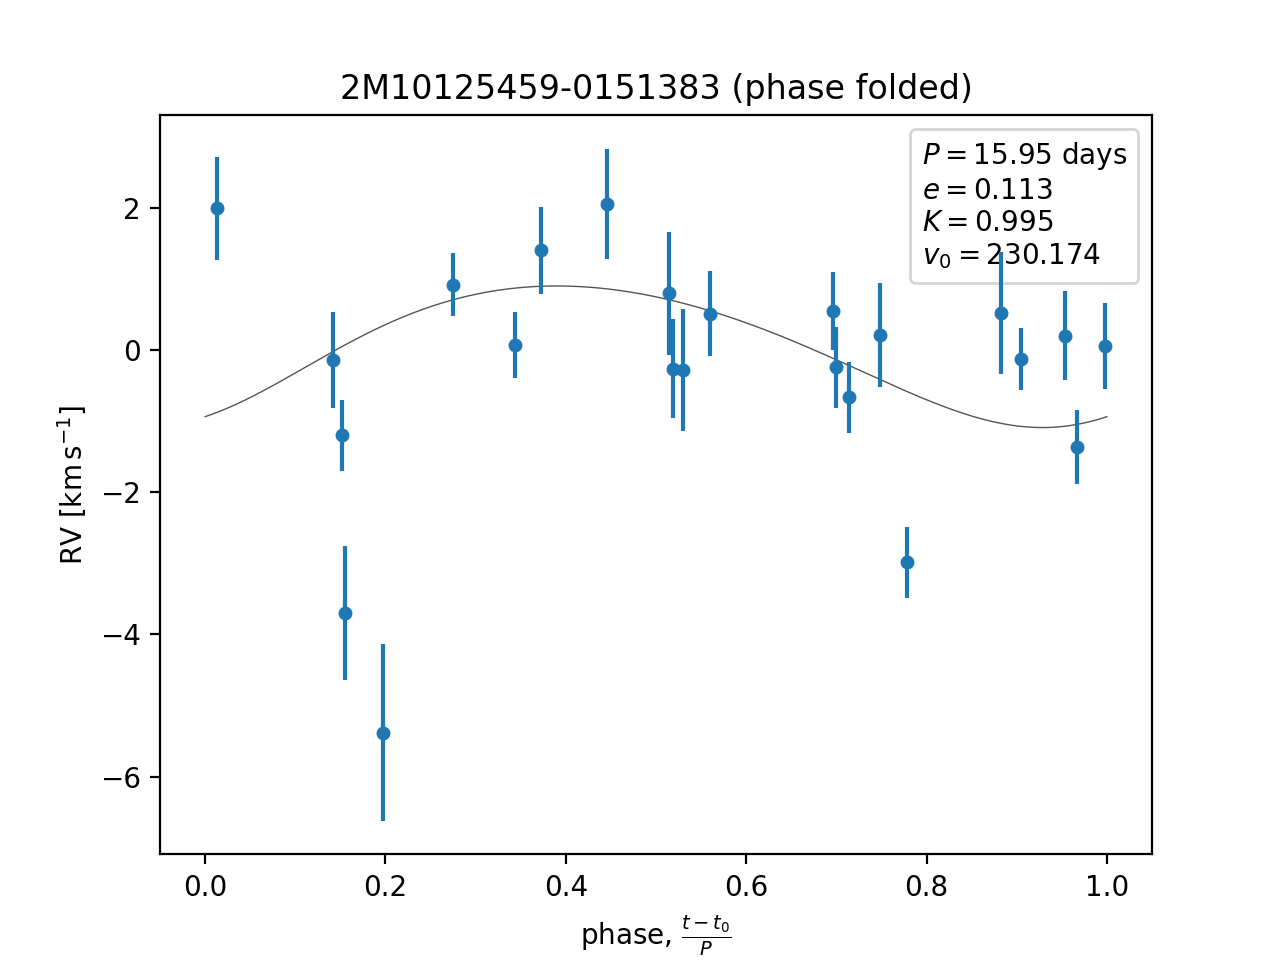 2M10125459-0151383 (phase folded)
P = 15.95 days
e = 0.113
K = 0.995
v₀ = 230.174
RV [km s⁻¹]
2
0
−2
−4
−6
0.0 0.2 0.4 0.6 0.8 1.0
phase, (t − t₀)/P